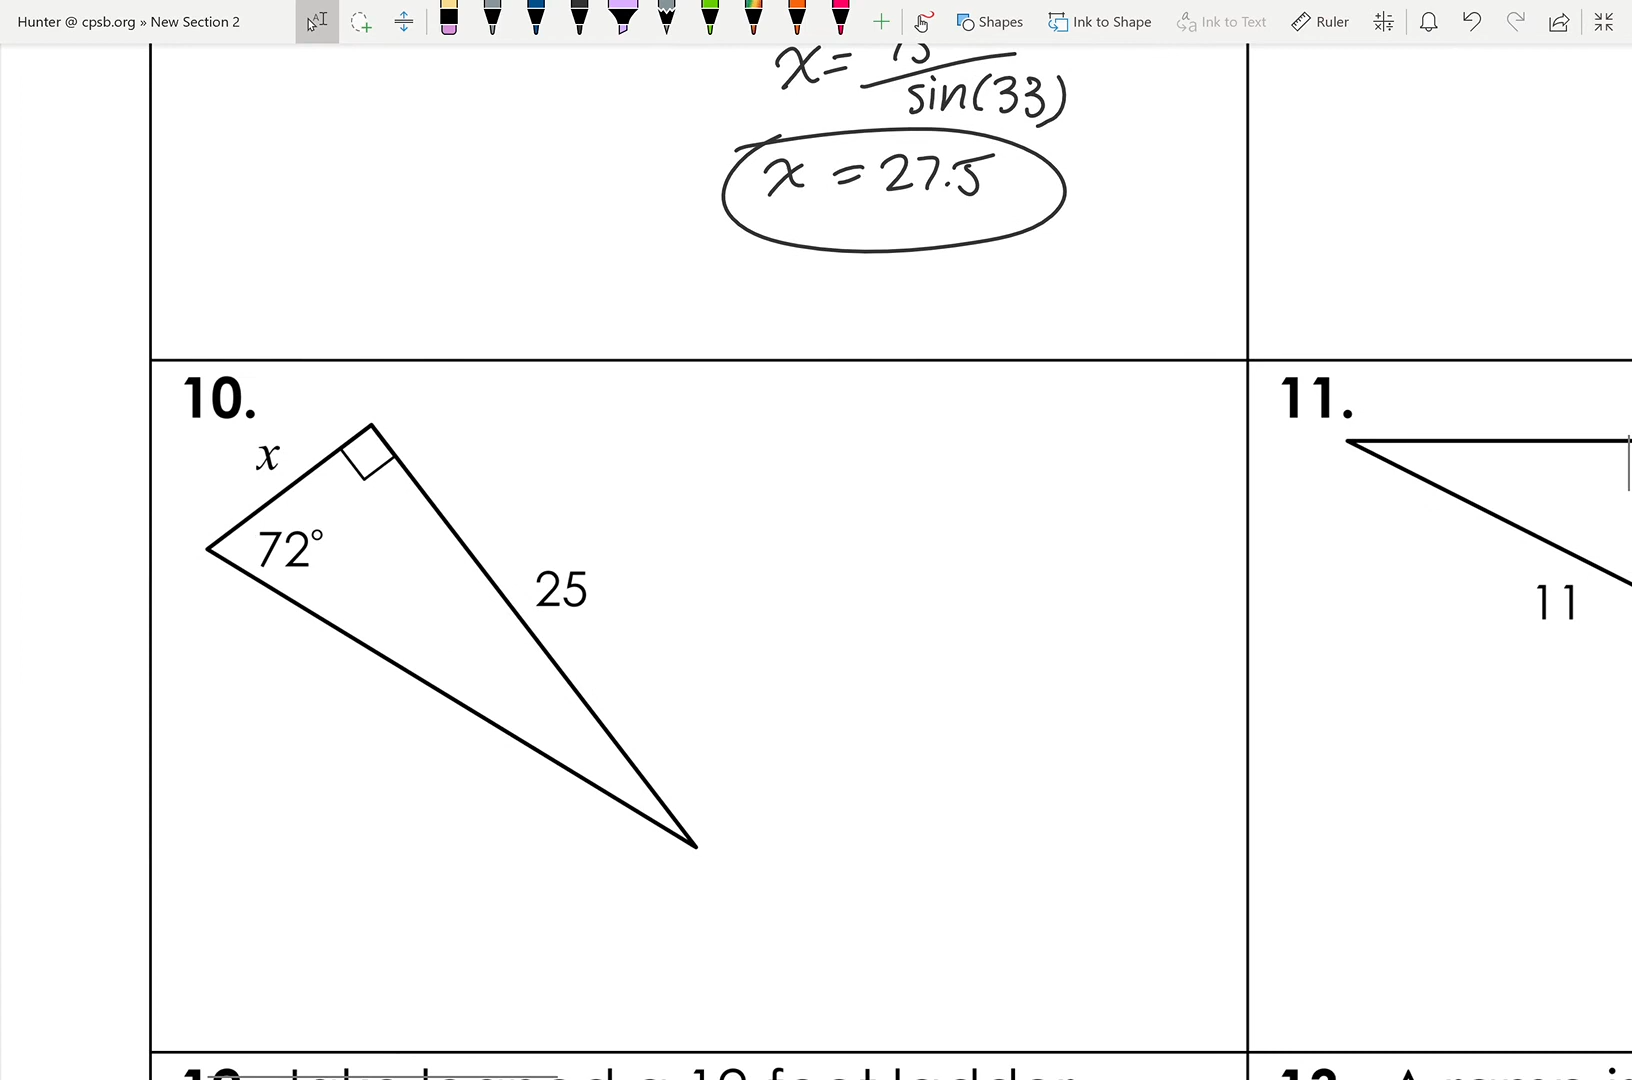 Hunter @ cpsb.org » New Section 2
Shapes
Ink to Shape
Ink to Text
Ruler
x =
sin(33)
x = 27.5
10.
x
72°
25
11.
11